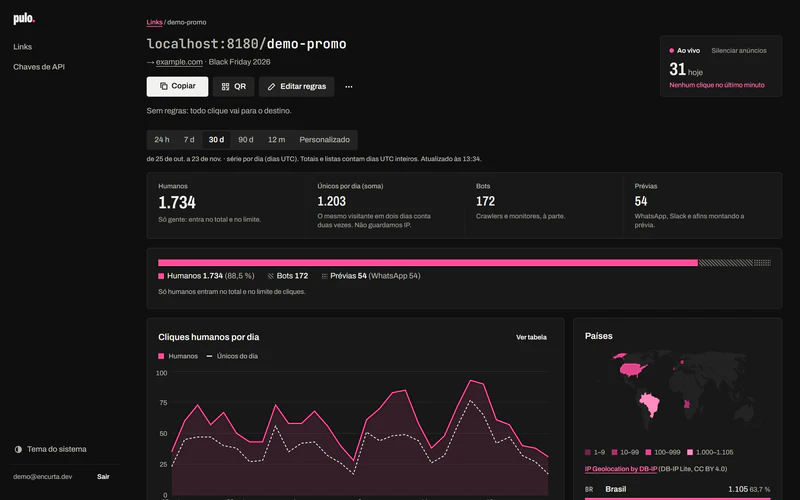 pulo.
Links
Chaves de API
Links / demo-promo
localhost:8180/demo-promo
→ example.com · Black Friday 2026
Copiar
QR
Editar regras
Sem regras: todo clique vai para o destino.
Ao vivo
Silenciar anúncios
31 hoje
Nenhum clique no último minuto
24 h
7 d
30 d
90 d
12 m
Personalizado
de 25 de out. a 23 de nov. · série por dia (dias UTC). Totais e listas contam dias UTC inteiros. Atualizado às 13:34.
Humanos
1.734
Só gente: entra no total e no limite.
Únicos por dia (soma)
1.203
O mesmo visitante em dois dias conta
duas vezes. Não guardamos IP.
Bots
172
Crawlers e monitores, à parte.
Prévias
54
WhatsApp, Slack e afins montando a
prévia.
Humanos 1.734 (88,5 %)
Bots 172
Prévias 54 (WhatsApp 54)
Só humanos entram no total e no limite de cliques.
Cliques humanos por dia
Ver tabela
Humanos
Únicos do dia
100
75
50
25
0
Países
1–9
10–99
100–999
1.000–1.105
IP Geolocation by DB-IP (DB-IP Lite, CC BY 4.0)
BR Brasil 1.105 63,7 %
Tema do sistema
demo@encurta.dev
Sair